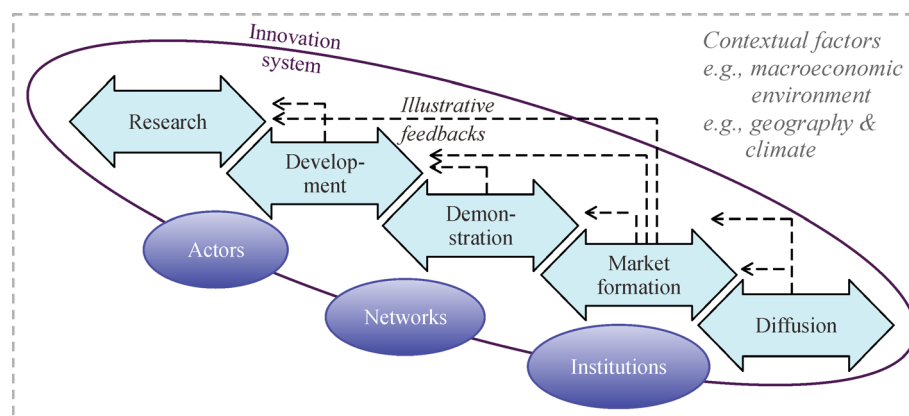 Innovation
system
Contextual factors
e.g., macroeconomic
environment
e.g., geography &
climate
Illustrative
feedbacks
Research
Develop-
ment
Demon-
stration
Market
formation
Diffusion
Actors
Networks
Institutions